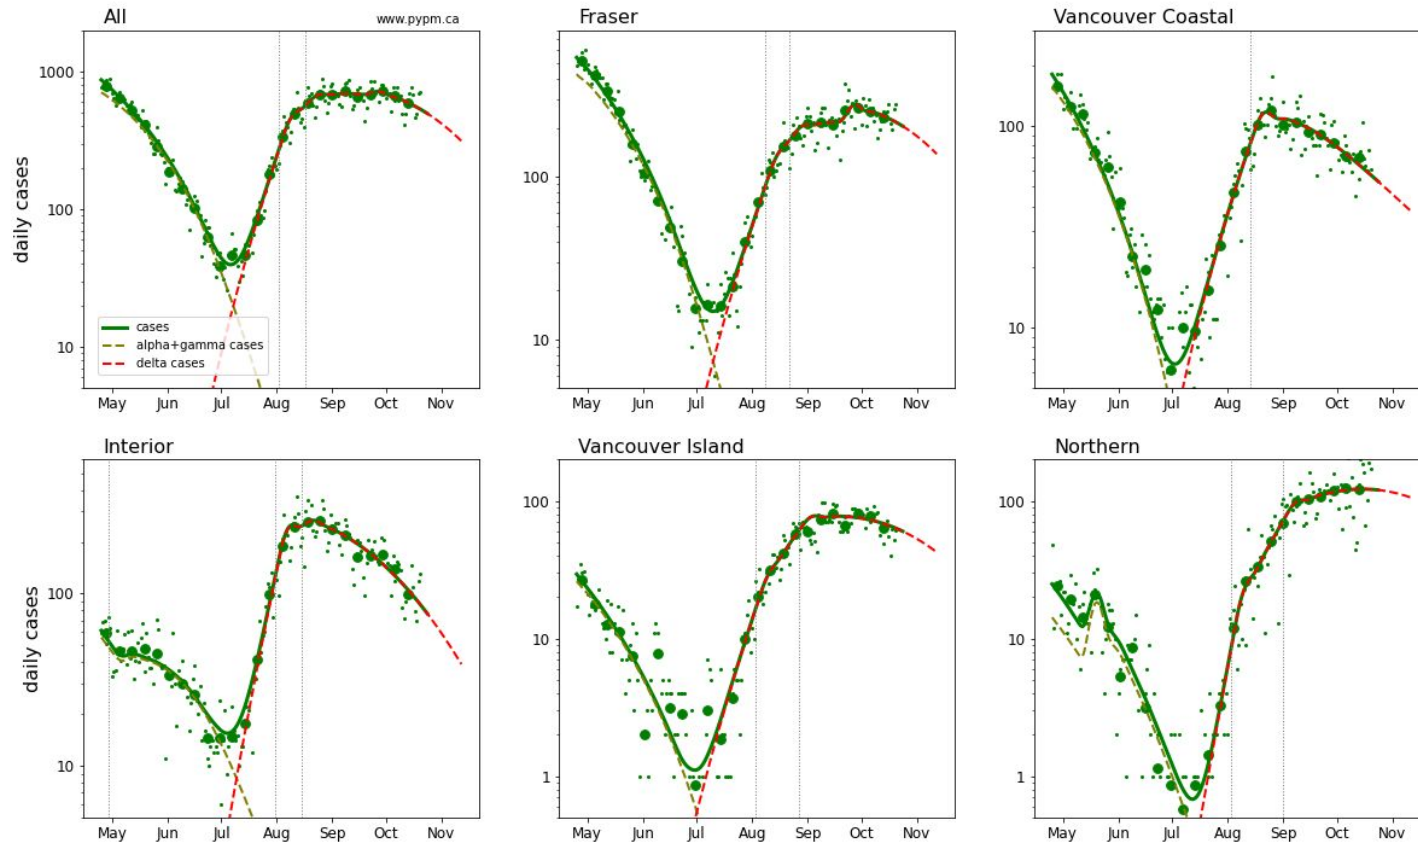 All
www.pypm.ca
Fraser
Vancouver Coastal
daily cases
1000
100
10
cases
alpha+gamma cases
delta cases
May Jun Jul Aug Sep Oct Nov
100
10
May Jun Jul Aug Sep Oct Nov
100
10
May Jun Jul Aug Sep Oct Nov
Interior
Vancouver Island
Northern
daily cases
100
10
May Jun Jul Aug Sep Oct Nov
100
10
1
May Jun Jul Aug Sep Oct Nov
100
10
1
May Jun Jul Aug Sep Oct Nov